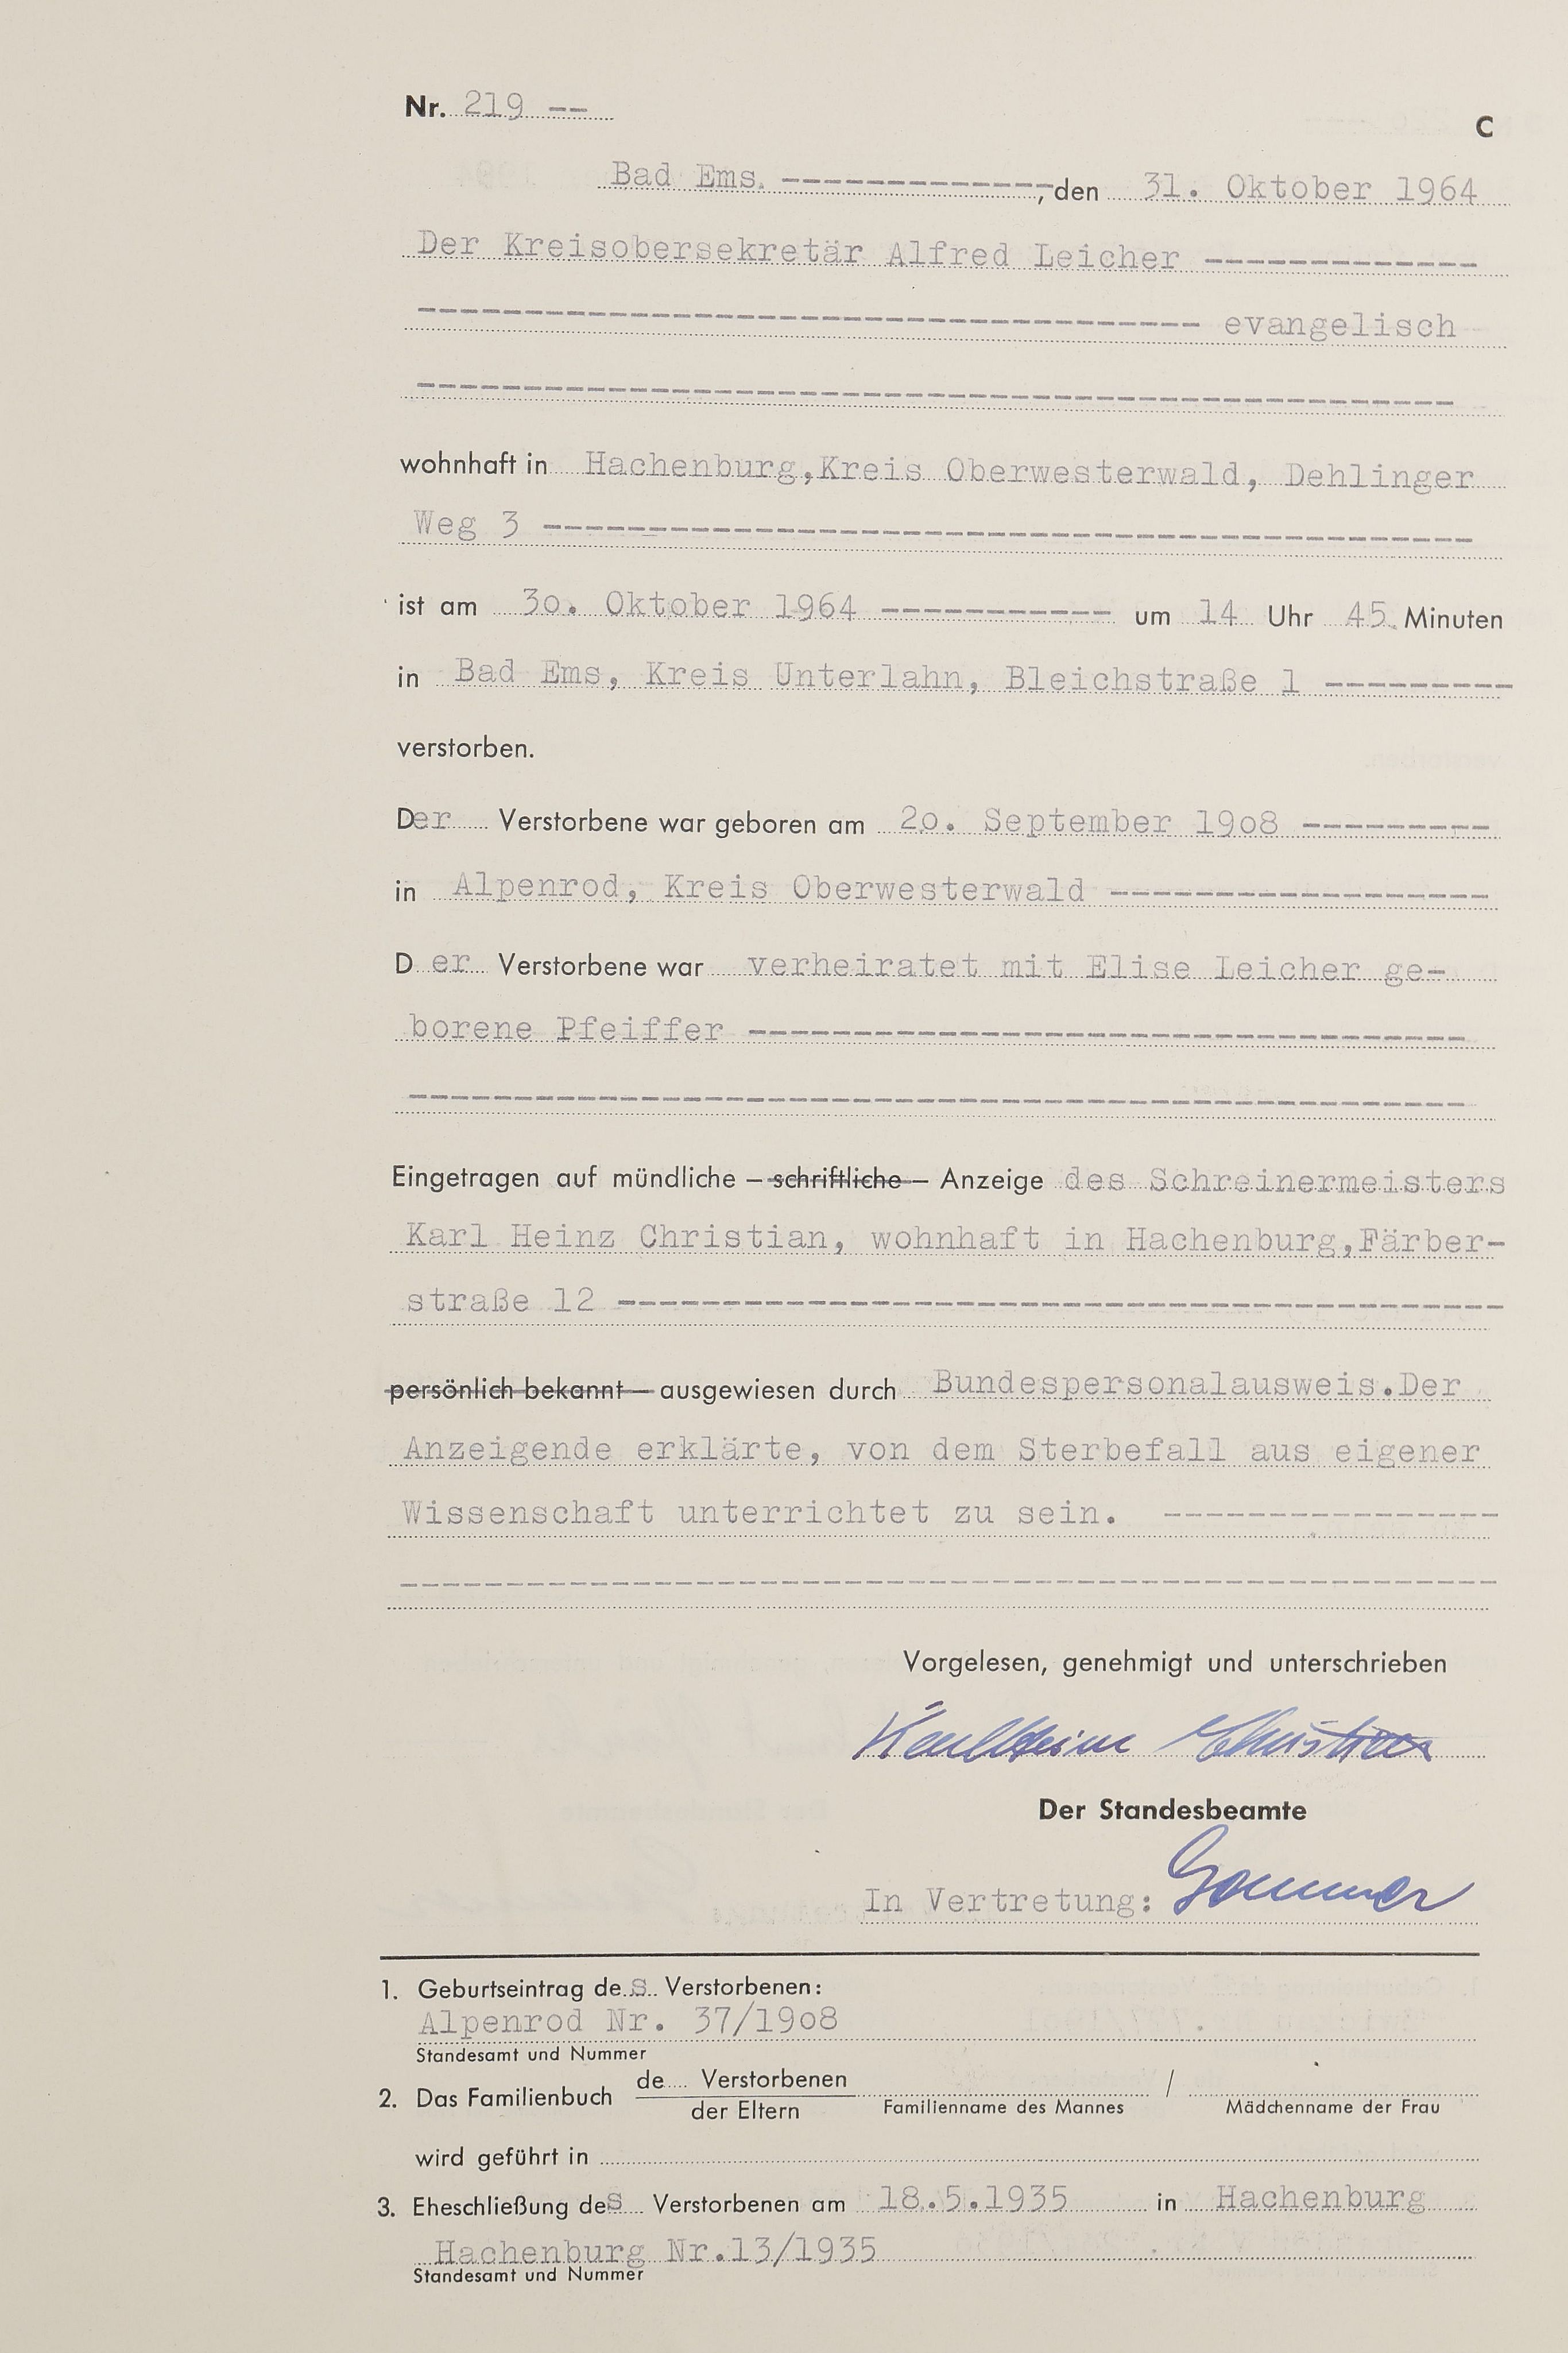 Nr. 219 --
C
Bad Ems. -------------, den 31. Oktober 1964
Der Kreisobersekretär Alfred Leicher -------------
------------------------------------- evangelisch
--------------------------------------------------
wohnhaft in Hachenburg,Kreis Oberwesterwald, Dehlinger
Weg 3 --------------------------------------------
ist am 3o. Oktober 1964 ----------- um 14 Uhr 45 Minuten
in Bad Ems, Kreis Unterlahn, Bleichstraße 1 ---------
verstorben.
Der Verstorbene war geboren am 2o. September 19o8 ---------
in Alpenrod, Kreis Oberwesterwald ------------------
Der Verstorbene war verheiratet mit Elise Leicher ge-
borene Pfeiffer ----------------------------------
--------------------------------------------------
Eingetragen auf mündliche – schriftliche – Anzeige des Schreinermeisters
Karl Heinz Christian, wohnhaft in Hachenburg,Färber-
straße 12 ------------------------------------------
persönlich bekannt – ausgewiesen durch Bundespersonalausweis.Der
Anzeigende erklärte, von dem Sterbefall aus eigener
Wissenschaft unterrichtet zu sein. ----------------
----------------------------------------------------
Vorgelesen, genehmigt und unterschrieben
Karlheinz Christian
Der Standesbeamte
In Vertretung: Sommer
1. Geburtseintrag des Verstorbenen:
Alpenrod Nr. 37/19o8
Standesamt und Nummer
2. Das Familienbuch de.... Verstorbenen /
der Eltern Familienname des Mannes Mädchenname der Frau
wird geführt in
3. Eheschließung des Verstorbenen am 18.5.1935 in Hachenburg
Hachenburg Nr.13/1935
Standesamt und Nummer